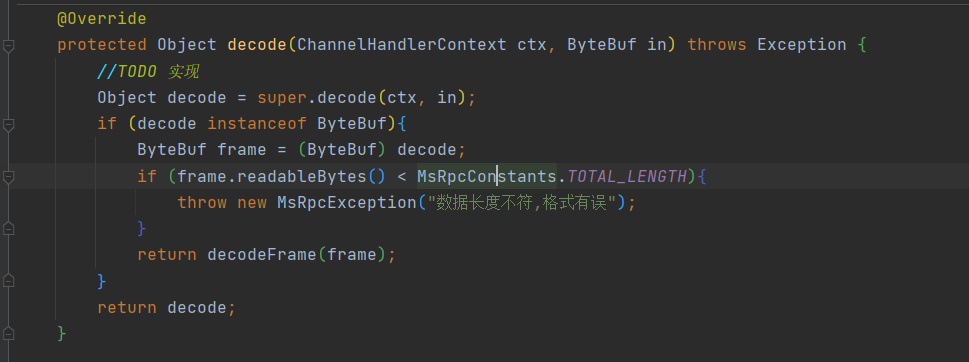 @Override
protected Object decode(ChannelHandlerContext ctx, ByteBuf in) throws Exception {
//TODO 实现
Object decode = super.decode(ctx, in);
if (decode instanceof ByteBuf){
ByteBuf frame = (ByteBuf) decode;
if (frame.readableBytes() < MsRpcConstants.TOTAL_LENGTH){
throw new MsRpcException("数据长度不符,格式有误");
}
return decodeFrame(frame);
}
return decode;
}